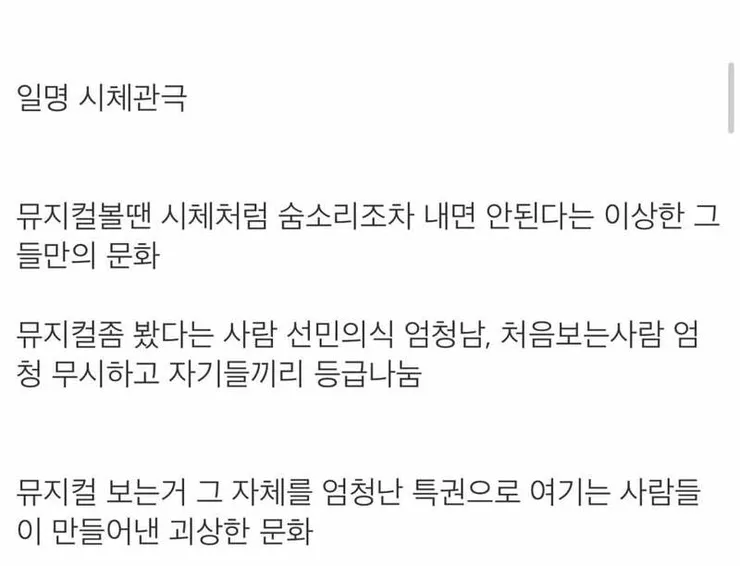 일명 시체관극
뮤지컬볼땐 시체처럼 숨소리조차 내면 안된다는 이상한 그
들만의 문화
뮤지컬좀 봤다는 사람 선민의식 엄청남, 처음보는사람 엄
청 무시하고 자기들끼리 등급나눔
뮤지컬 보는거 그 자체를 엄청난 특권으로 여기는 사람들
이 만들어낸 괴상한 문화